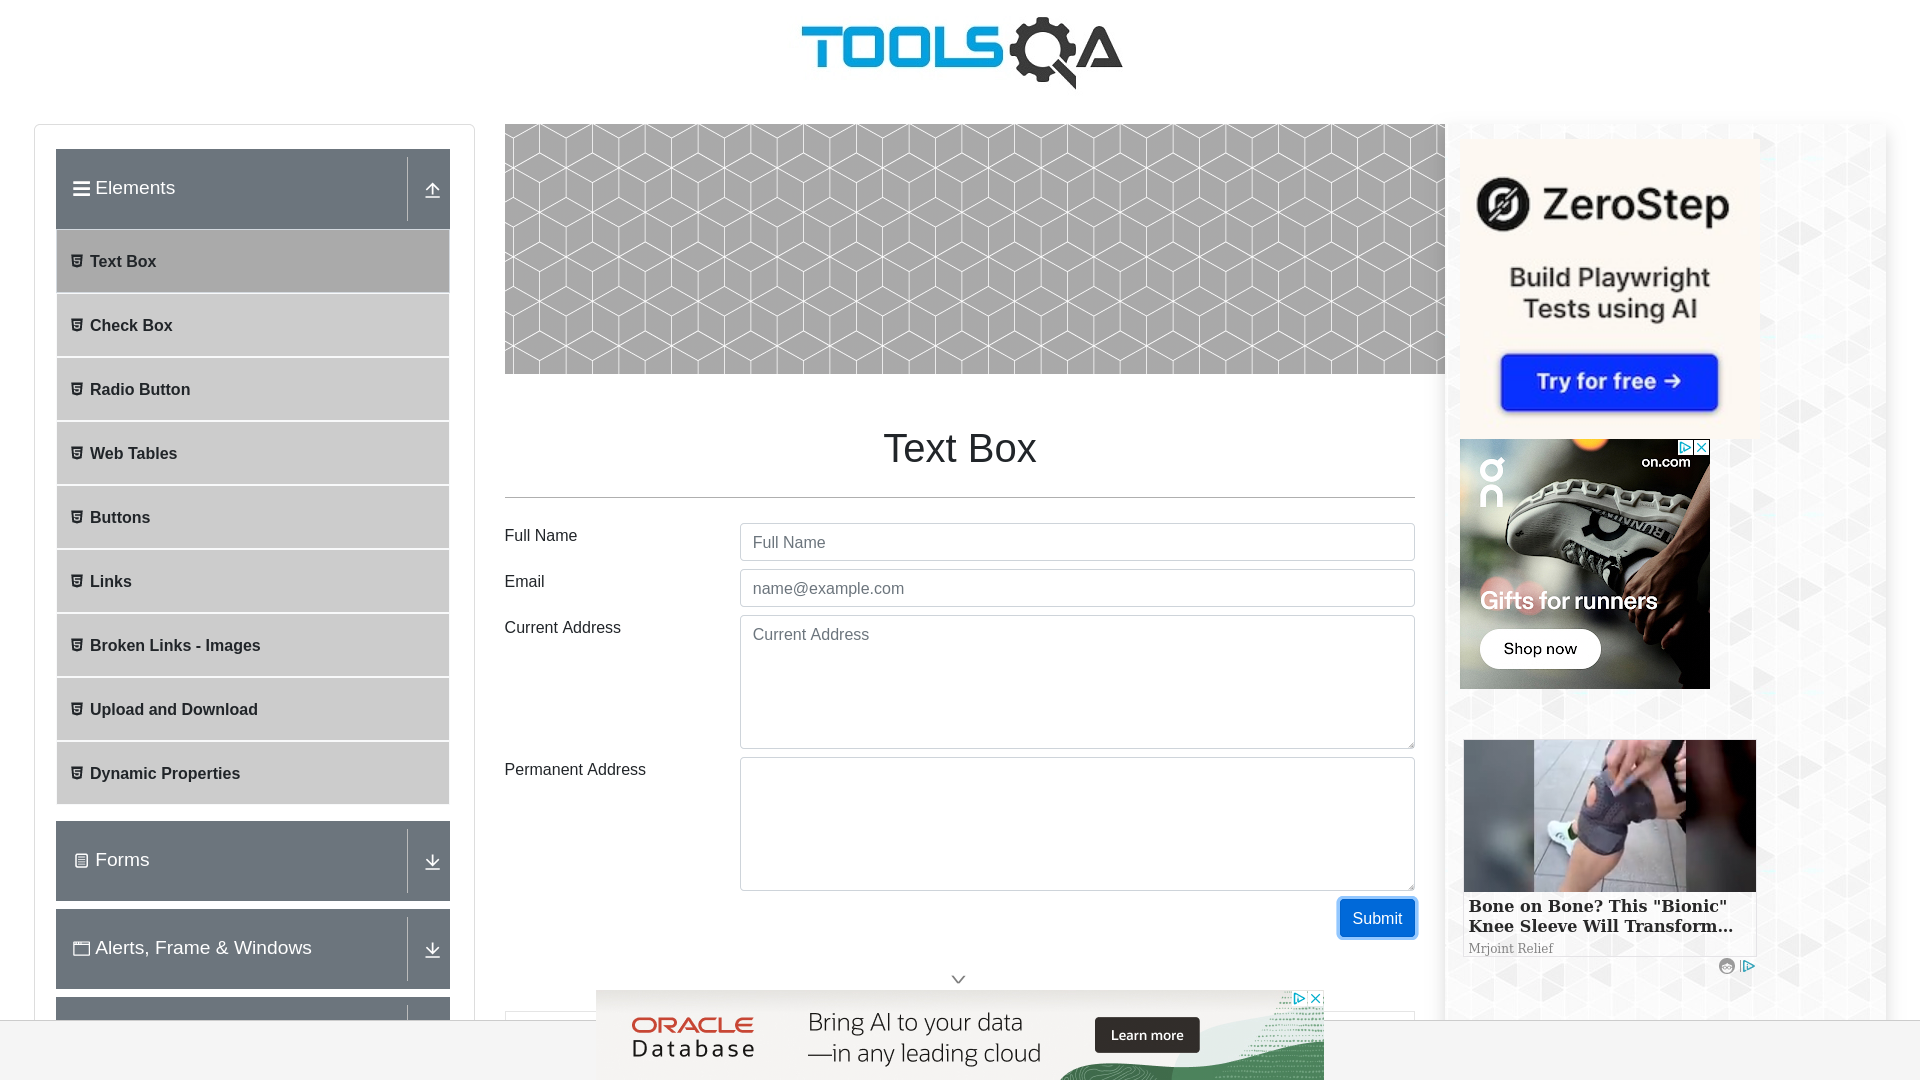 TOOLSQA
Elements
Text Box
Check Box
Radio Button
Web Tables
Buttons
Links
Broken Links - Images
Upload and Download
Dynamic Properties
Forms
Alerts, Frame & Windows
Text Box
Full Name
Full Name
Email
name@example.com
Current Address
Current Address
Permanent Address
Submit
ZeroStep
Build Playwright
Tests using AI
Try for free →
on
on.com
RUNNING
Gifts for runners
Shop now
Bone on Bone? This "Bionic"
Knee Sleeve Will Transform...
Mrjoint Relief
ORACLE
Database
Bring AI to your data
—in any leading cloud
Learn more